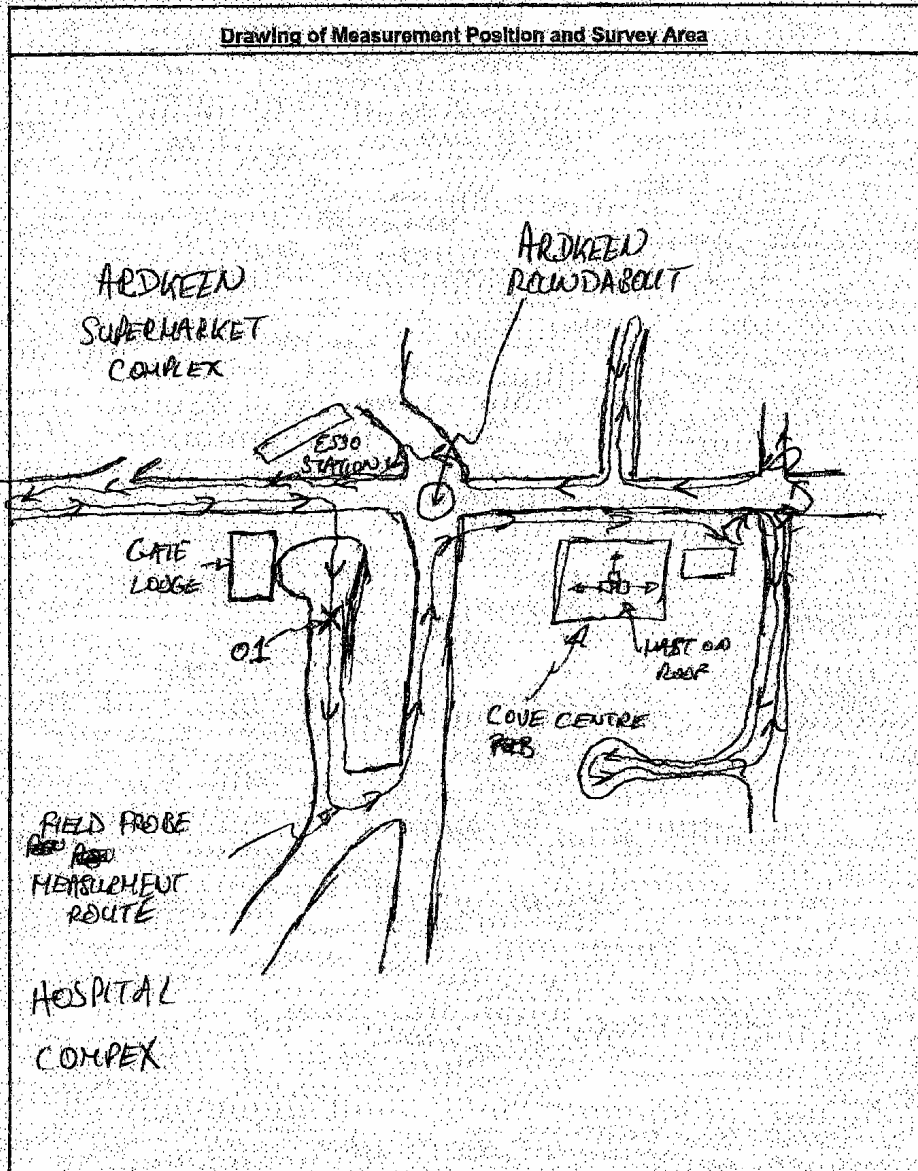 Drawing of Measurement Position and Survey Area
ARDKEEN
ROUNDABOUT
ARDKEEN
SUPERMARKET
COMPLEX
ESSO
STATION
GATE
LODGE
01
MAST ON
ROOF
COVE CENTRE
FIELD PROBE
MEASURMENT
ROUTE
HOSPITAL
COMPEX